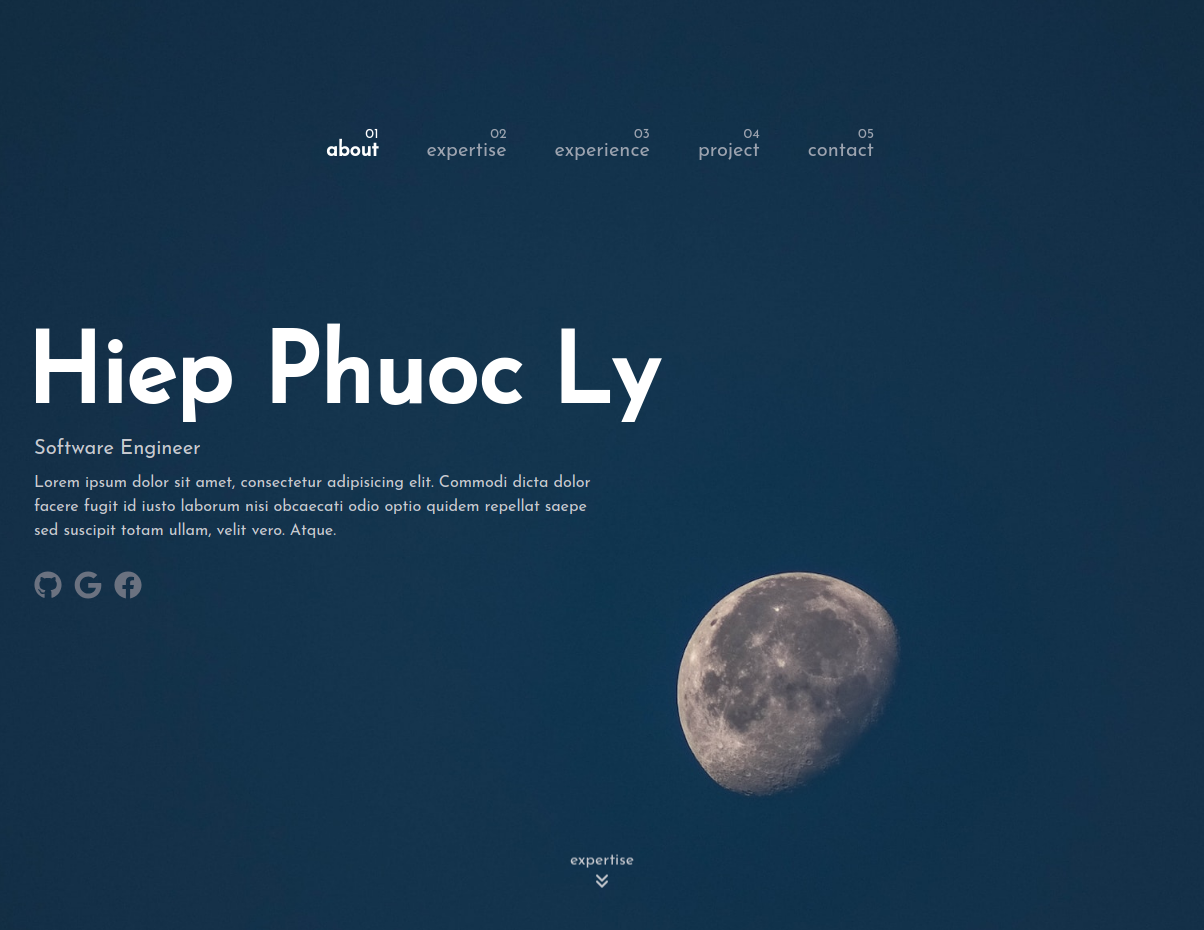 01 02 03 04 05
about expertise experience project contact
Hiep Phuoc Ly
Software Engineer
Lorem ipsum dolor sit amet, consectetur adipisicing elit. Commodi dicta dolor
facere fugit id iusto laborum nisi obcaecati odio optio quidem repellat saepe
sed suscipit totam ullam, velit vero. Atque.
expertise